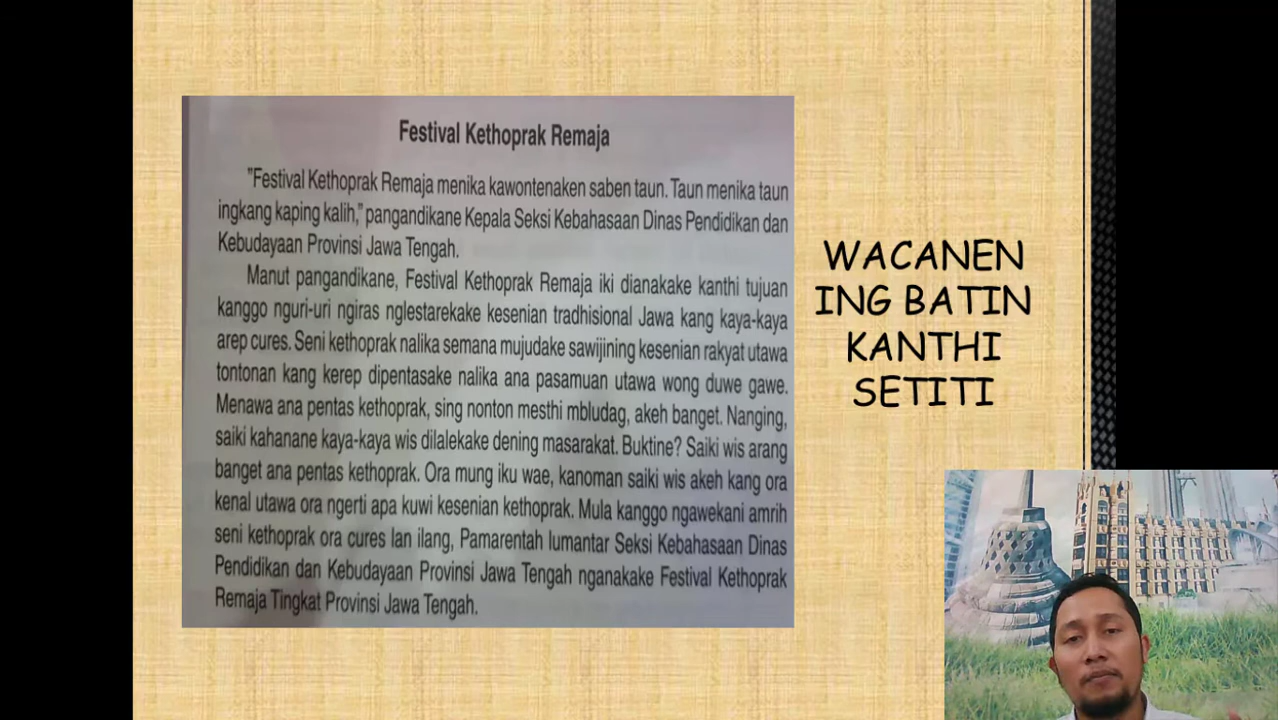 Festival Kethoprak Remaja
"Festival Kethoprak Remaja menika kawontenaken saben taun. Taun menika taun
ingkang kaping kalih," pangandikane Kepala Seksi Kebahasaan Dinas Pendidikan dan
Kebudayaan Provinsi Jawa Tengah.
Manut pangandikane, Festival Kethoprak Remaja iki dianakake kanthi tujuan
kanggo nguri-uri ngiras nglestarekake kesenian tradhisional Jawa kang kaya-kaya
arep cures. Seni kethoprak nalika semana mujudake sawijining kesenian rakyat utawa
tontonan kang kerep dipentasake nalika ana pasamuan utawa wong duwe gawe.
Menawa ana pentas kethoprak, sing nonton mesthi mbludag, akeh banget. Nanging,
saiki kahanane kaya-kaya wis dilalekake dening masarakat. Buktine? Saiki wis arang
banget ana pentas kethoprak. Ora mung iku wae, kanoman saiki wis akeh kang ora
kenal utawa ora ngerti apa kuwi kesenian kethoprak. Mula kanggo ngawekani amrih
seni kethoprak ora cures lan ilang, Pamarentah lumantar Seksi Kebahasaan Dinas
Pendidikan dan Kebudayaan Provinsi Jawa Tengah nganakake Festival Kethoprak
Remaja Tingkat Provinsi Jawa Tengah.
WACANEN
ING BATIN
KANTHI
SETITI